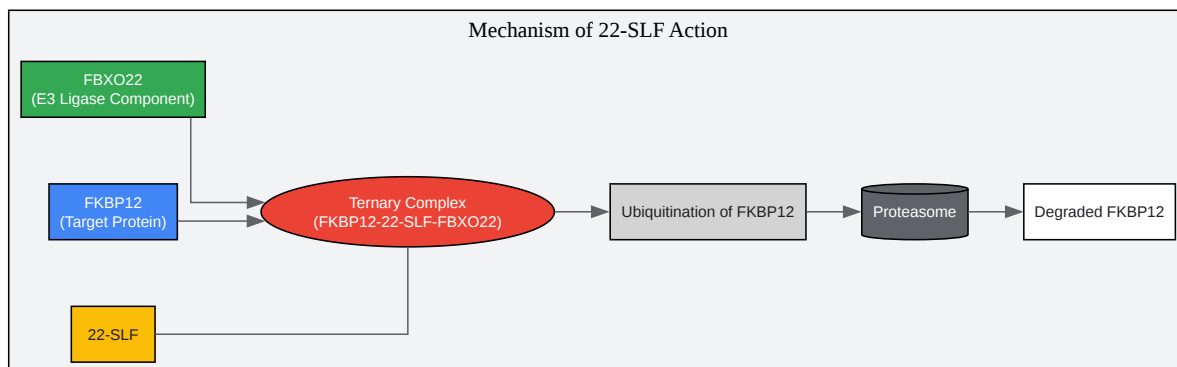 Mechanism of 22-SLF Action
FBXO22
(E3 Ligase Component)
FKBP12
(Target Protein)
Ternary Complex
(FKBP12-22-SLF-FBXO22)
Ubiquitination of FKBP12
Proteasome
Degraded FKBP12
22-SLF